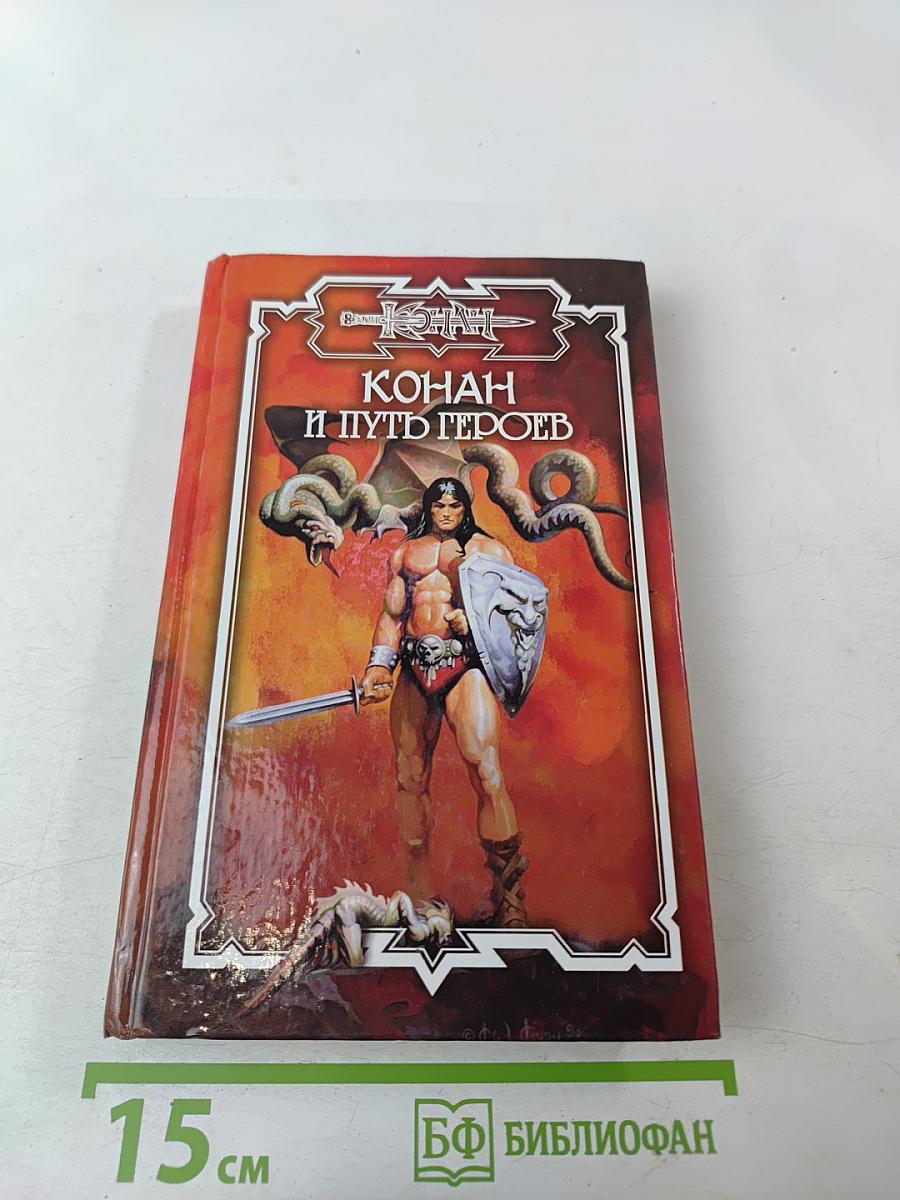 КОНАН
КОНАН
И ПУТЬ ГЕРОЕВ
15 см
БФ БИБЛИОФАН